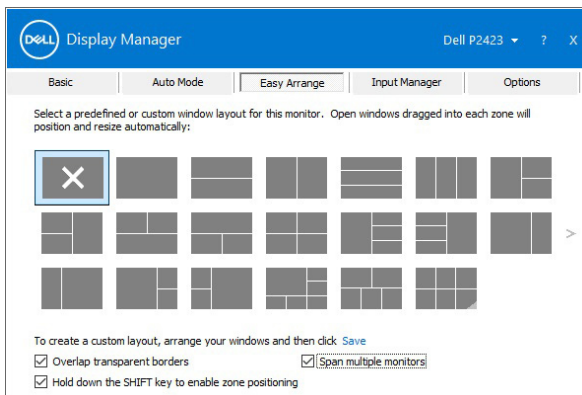 DELL Display Manager Dell P2423 ? X
Basic Auto Mode Easy Arrange Input Manager Options
Select a predefined or custom window layout for this monitor. Open windows dragged into each zone will
position and resize automatically:
>
To create a custom layout, arrange your windows and then click Save
Overlap transparent borders Span multiple monitors
Hold down the SHIFT key to enable zone positioning